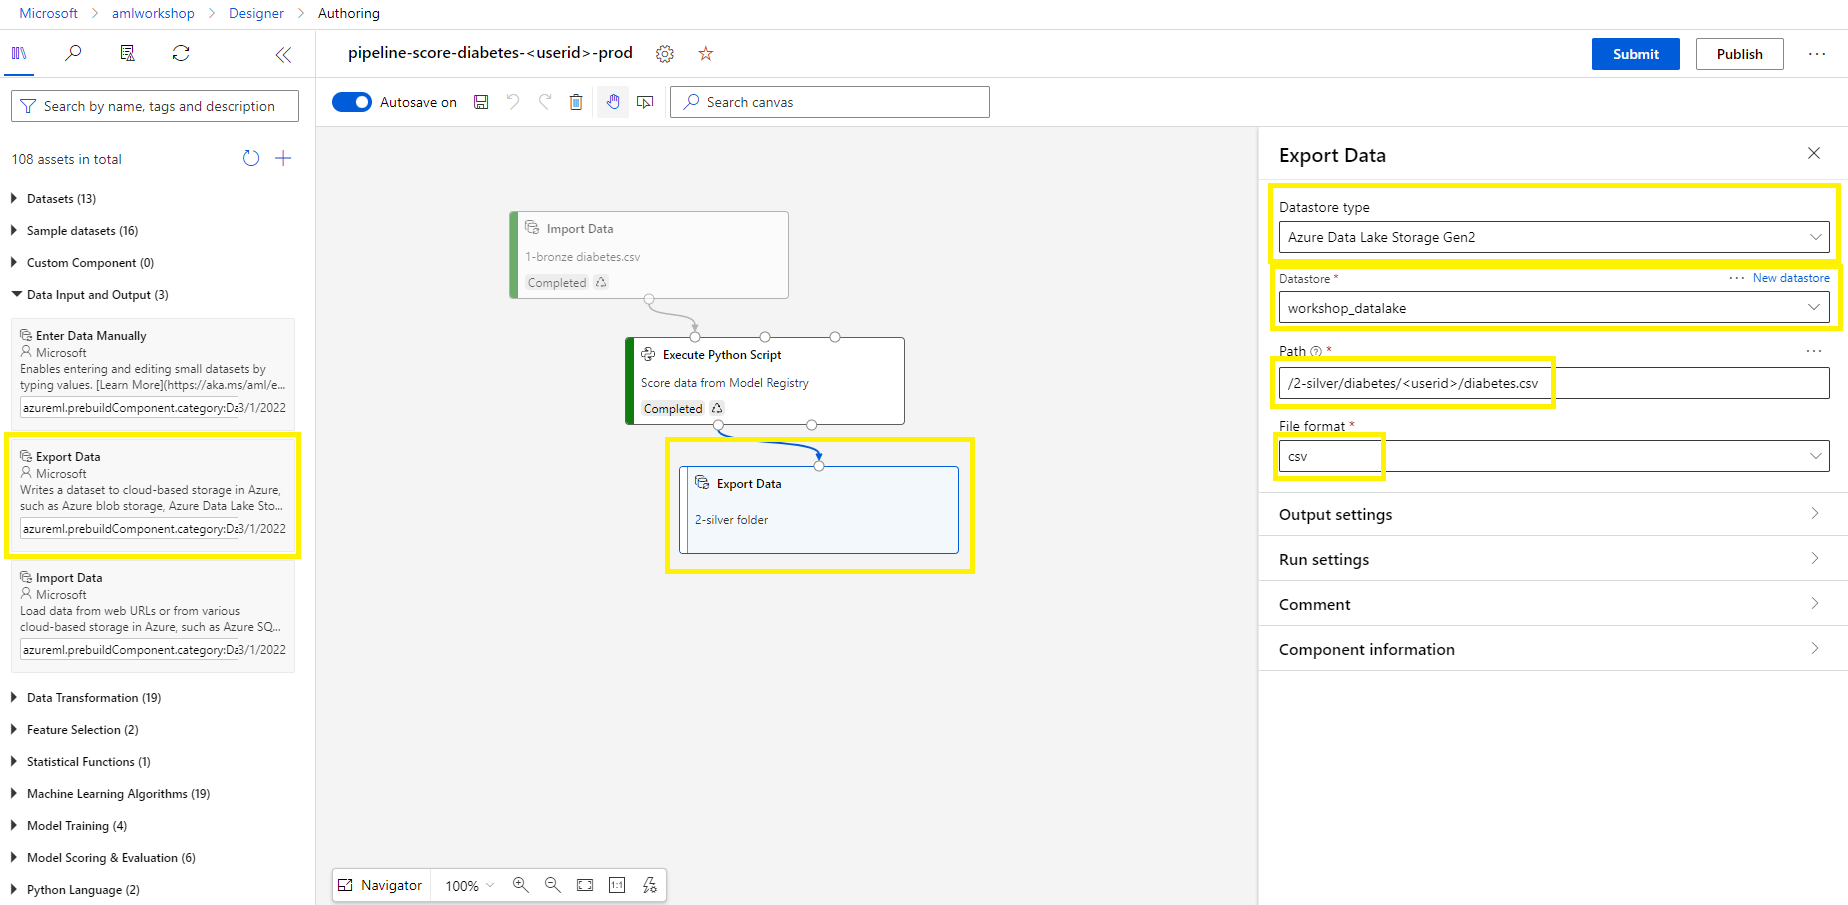 Microsoft > amlworkshop > Designer > Authoring
pipeline-score-diabetes-<userid>-prod
Submit
Publish
Search by name, tags and description
Autosave on
Search canvas
108 assets in total
Datasets (13)
Sample datasets (16)
Custom Component (0)
Data Input and Output (3)
Enter Data Manually
Microsoft
Enables entering and editing small datasets by
typing values. [Learn More](https://aka.ms/aml/e...
azureml.prebuildComponent.category:Da
3/1/2022
Export Data
Microsoft
Writes a dataset to cloud-based storage in Azure,
such as Azure blob storage, Azure Data Lake Sto...
azureml.prebuildComponent.category:Da
3/1/2022
Import Data
Microsoft
Load data from web URLs or from various
cloud-based storage in Azure, such as Azure SQ...
azureml.prebuildComponent.category:Da
3/1/2022
Data Transformation (19)
Feature Selection (2)
Statistical Functions (1)
Machine Learning Algorithms (19)
Model Training (4)
Model Scoring & Evaluation (6)
Python Language (2)
Import Data
1-bronze diabetes.csv
Completed
Execute Python Script
Score data from Model Registry
Completed
Export Data
2-silver folder
Navigator
100%
1:1
Export Data
Datastore type
Azure Data Lake Storage Gen2
Datastore *
··· New datastore
workshop_datalake
Path *
/2-silver/diabetes/<userid>/diabetes.csv
File format *
csv
Output settings
Run settings
Comment
Component information